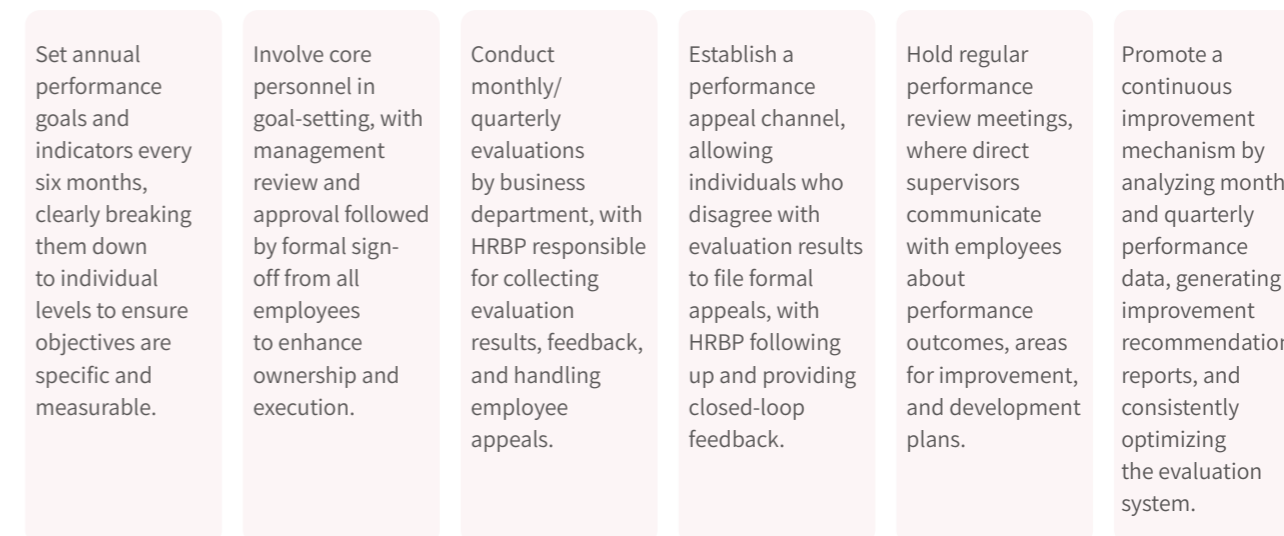 Set annual
performance
goals and
indicators every
six months,
clearly breaking
them down
to individual
levels to ensure
objectives are
specific and
measurable.
Involve core
personnel in
goal-setting, with
management
review and
approval followed
by formal sign-
off from all
employees
to enhance
ownership and
execution.
Conduct
monthly/
quarterly
evaluations
by business
department, with
HRBP responsible
for collecting
evaluation
results, feedback,
and handling
employee
appeals.
Establish a
performance
appeal channel,
allowing
individuals who
disagree with
evaluation results
to file formal
appeals, with
HRBP following
up and providing
closed-loop
feedback.
Hold regular
performance
review meetings,
where direct
supervisors
communicate
with employees
about
performance
outcomes, areas
for improvement,
and development
plans.
Promote a
continuous
improvement
mechanism by
analyzing month
and quarterly
performance
data, generating
improvement
recommendation
reports, and
consistently
optimizing
the evaluation
system.